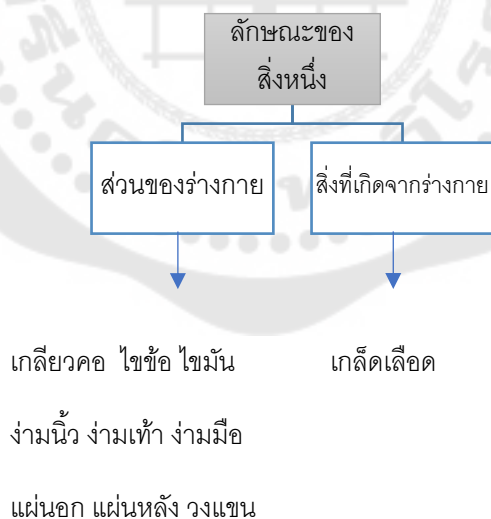 ลักษณะของ
สิ่งหนึ่ง
ส่วนของร่างกาย
สิ่งที่เกิดจากร่างกาย
เกลียวคอ ไขข้อ ไขมัน
เกล็ดเลือด
ง่ามนิ้ว ง่ามเท้า ง่ามมือ
แผ่นอก แผ่นหลัง วงแขน